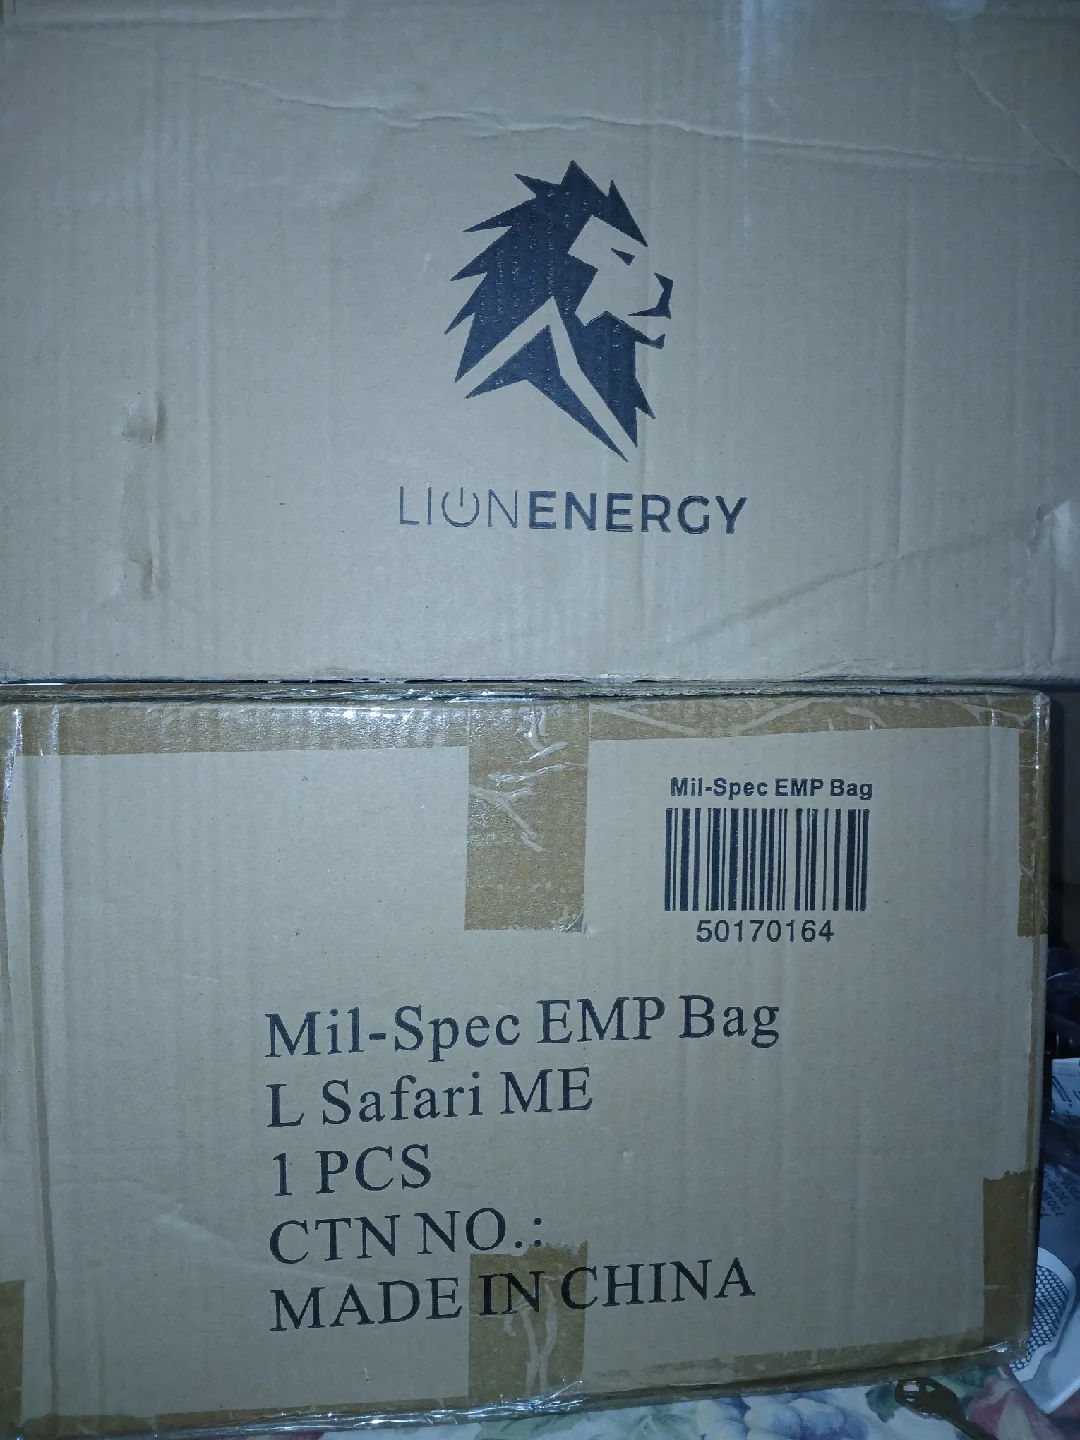 LIONENERGY
Mil-Spec EMP Bag
50170164
Mil-Spec EMP Bag
L Safari ME
1 PCS
CTN NO.:
MADE IN CHINA